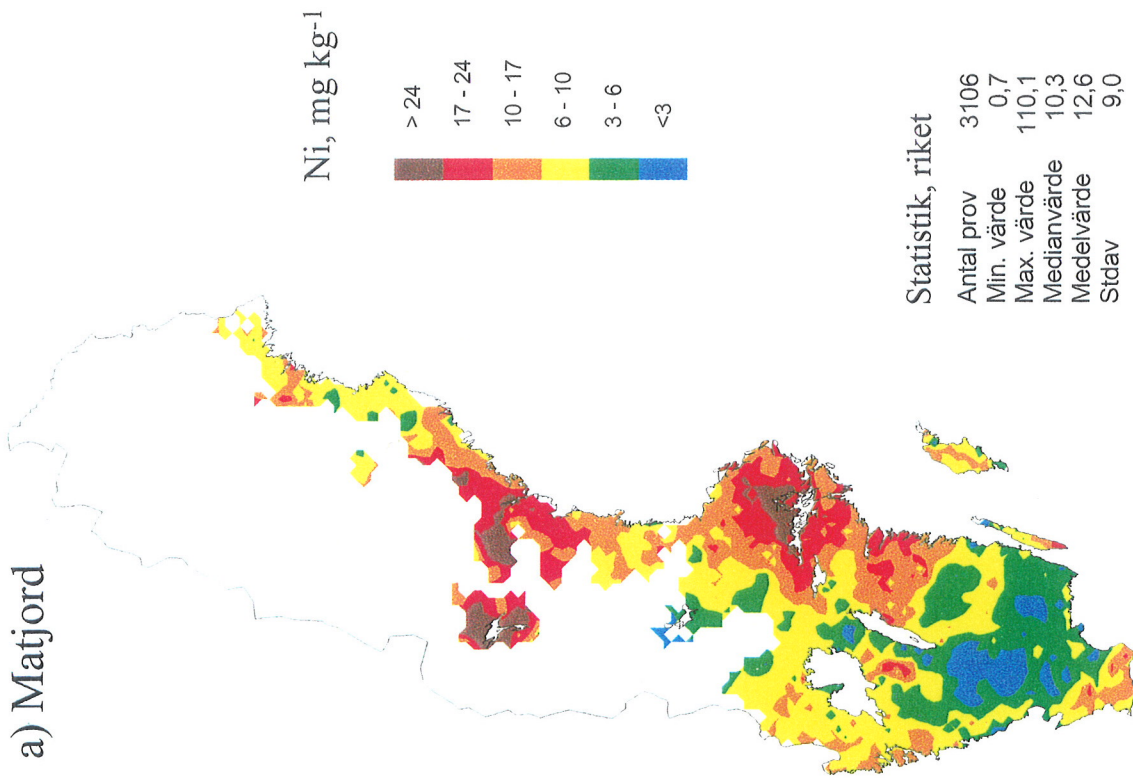 a) Matjord
Ni, mg kg-1
> 24
17 - 24
10 - 17
6 - 10
3 - 6
<3
Statistik, riket
Antal prov 3106
Min. värde 0,7
Max. värde 110,1
Medianvärde 10,3
Medelvärde 12,6
Stdav 9,0